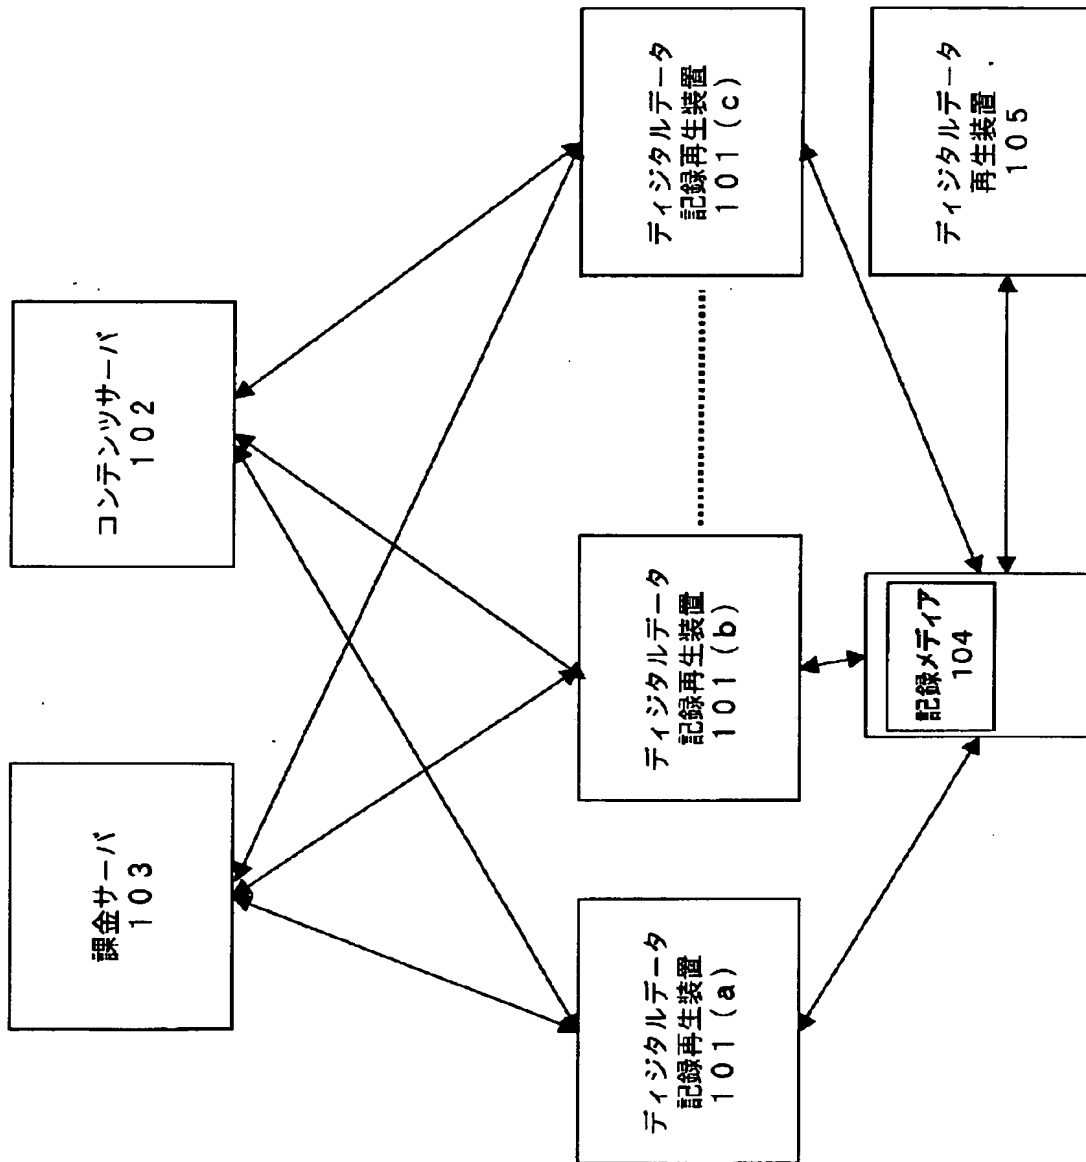 課金サーバ
103
コンテンツサーバ
102
ディジタルデータ
記録再生装置
101(a)
ディジタルデータ
記録再生装置
101(b)
ディジタルデータ
記録再生装置
101(c)
記録メディア
104
ディジタルデータ
再生装置
105